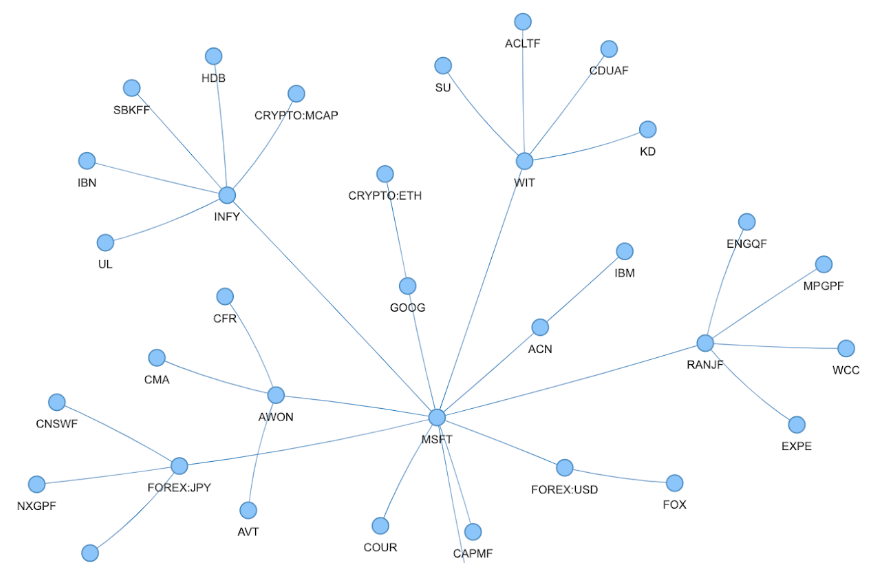 ACLTF
HDB
CDUAF
SU
SBKFF
CRYPTO:MCAP
KD
IBN
WIT
CRYPTO:ETH
INFY
ENGQF
UL
IBM
MPGPF
GOOG
CFR
ACN
RANJF
WCC
CMA
AWON
CNSWF
MSFT
EXPE
FOREX:JPY
FOREX:USD
NXGPF
FOX
AVT
COUR
CAPMF